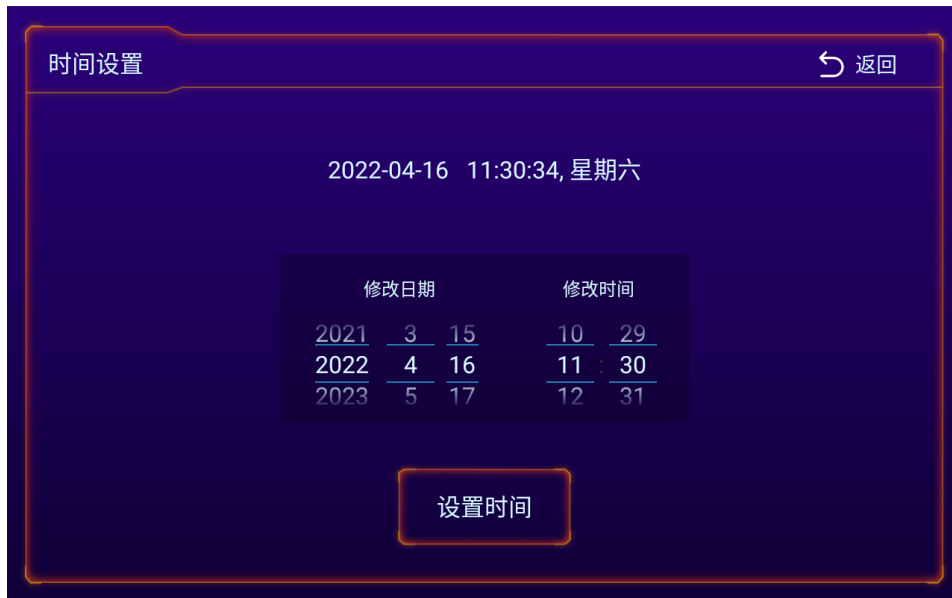 时间设置 返回
2022-04-16 11:30:34, 星期六
修改日期 修改时间
2021 3 15 10 29
2022 4 16 11 : 30
2023 5 17 12 31
设置时间